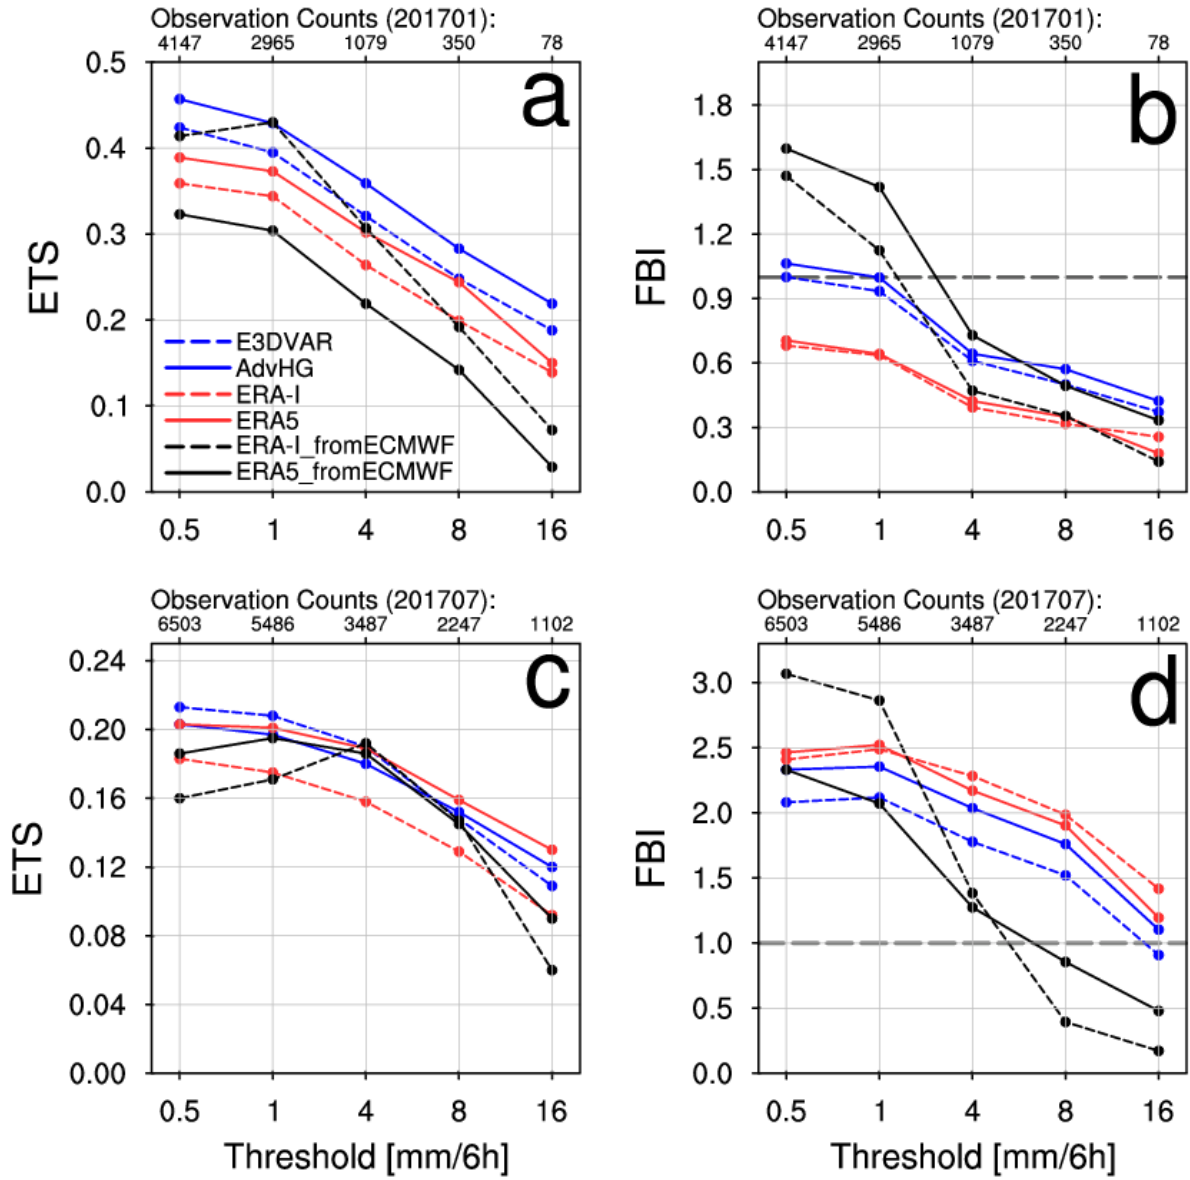 Observation Counts (201701):
4147 2965 1079 350 78
a
0.5
0.4
0.3
0.2
0.1
0.0
ETS
E3DVAR
AdvHG
ERA-I
ERA5
ERA-I_fromECMWF
ERA5_fromECMWF
0.5 1 4 8 16
Observation Counts (201701):
4147 2965 1079 350 78
b
1.8
1.5
1.2
0.9
0.6
0.3
0.0
FBI
0.5 1 4 8 16
Observation Counts (201707):
6503 5486 3487 2247 1102
c
0.24
0.20
0.16
0.12
0.08
0.04
0.00
ETS
0.5 1 4 8 16
Threshold [mm/6h]
Observation Counts (201707):
6503 5486 3487 2247 1102
d
3.0
2.5
2.0
1.5
1.0
0.5
0.0
FBI
0.5 1 4 8 16
Threshold [mm/6h]